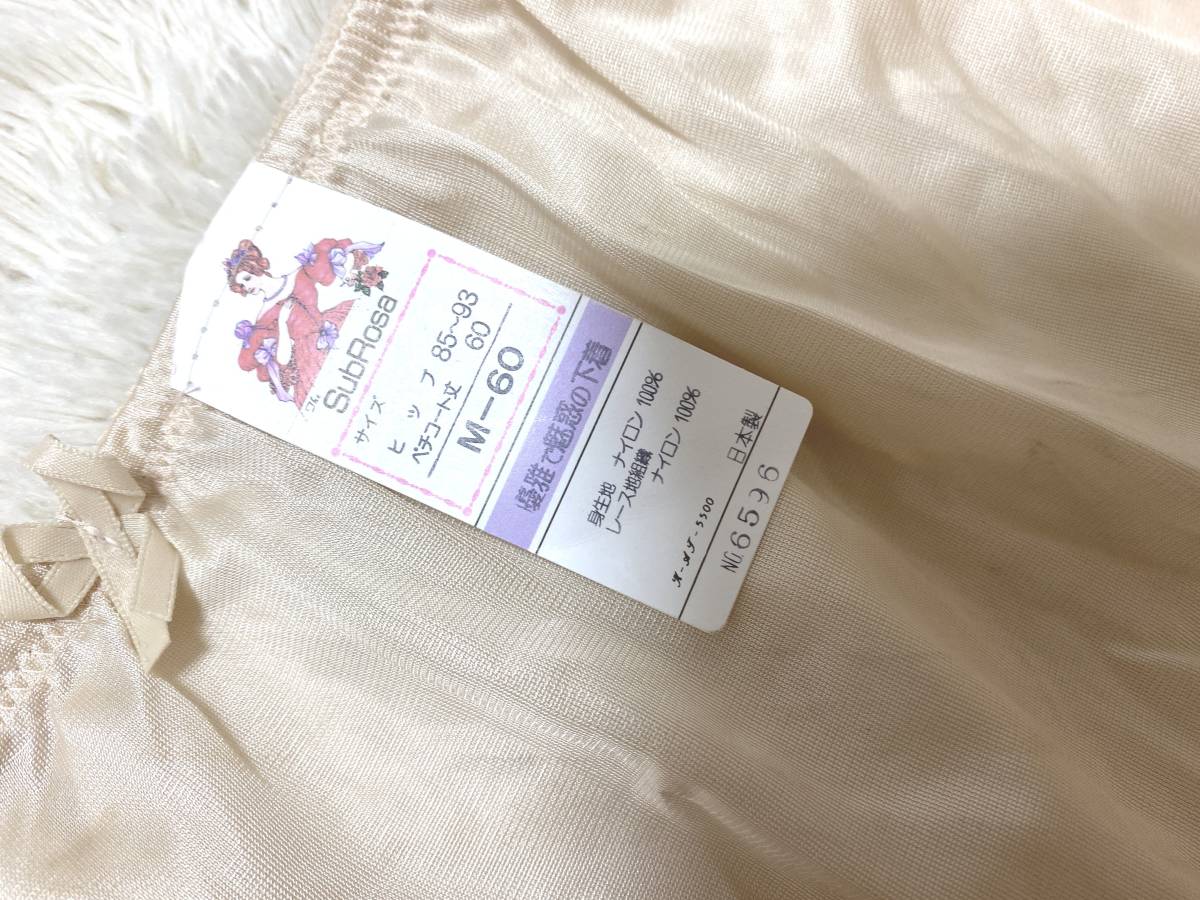 SubRosa
サイズ
ヒップ 85~93
ペチコート丈 60
M-60
優雅で魅惑の下着
身生地 ナイロン 100%
レース地組織 ナイロン 100%
日本製
NO. 6596